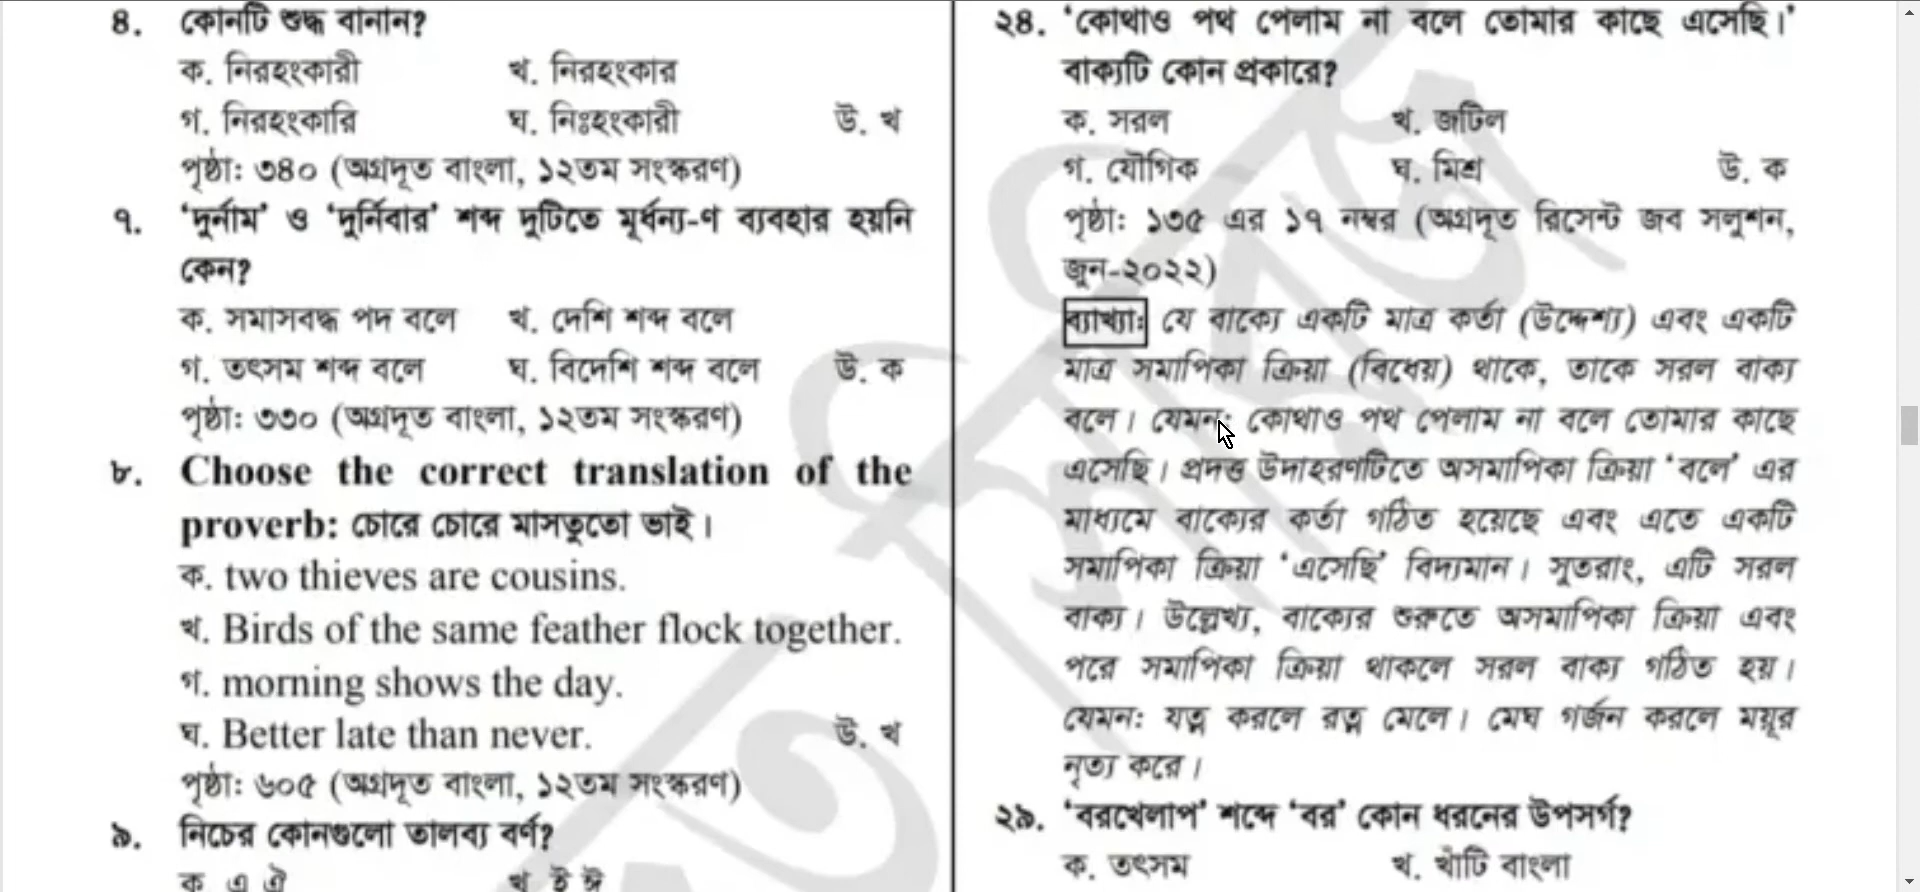 ৪. কোনটি শুদ্ধ বানান?
ক. নিরহংকারী খ. নিরহংকার
গ. নিরহংকারি ঘ. নিঃহংকারী উ. খ
পৃষ্ঠা: ৩৪০ (অগ্রদূত বাংলা, ১২তম সংস্করণ)
৭. ‘দুর্নাম’ ও ‘দুর্নিবার’ শব্দ দুটিতে মূর্ধন্য-ণ ব্যবহার হয়নি
কেন?
ক. সমাসবদ্ধ পদ বলে খ. দেশি শব্দ বলে
গ. তৎসম শব্দ বলে ঘ. বিদেশি শব্দ বলে উ. ক
পৃষ্ঠা: ৩৩০ (অগ্রদূত বাংলা, ১২তম সংস্করণ)
৮. Choose the correct translation of the
proverb: চোরে চোরে মাসতুতো ভাই।
ক. two thieves are cousins.
খ. Birds of the same feather flock together.
গ. morning shows the day.
ঘ. Better late than never. উ. খ
পৃষ্ঠা: ৬০৫ (অগ্রদূত বাংলা, ১২তম সংস্করণ)
৯. নিচের কোনগুলো তালব্য বর্ণ?
ক. এ ঐ খ. ই ঈ
২৪. ‘কোথাও পথ পেলাম না বলে তোমার কাছে এসেছি।’
বাক্যটি কোন প্রকারে?
ক. সরল খ. জটিল
গ. যৌগিক ঘ. মিশ্র উ. ক
পৃষ্ঠা: ১৩৫ এর ১৭ নম্বর (অগ্রদূত রিসেন্ট জব সলুশন,
জুন-২০২২)
ব্যাখ্যা: যে বাক্যে একটি মাত্র কর্তা (উদ্দেশ্য) এবং একটি
মাত্র সমাপিকা ক্রিয়া (বিধেয়) থাকে, তাকে সরল বাক্য
বলে। যেমন: কোথাও পথ পেলাম না বলে তোমার কাছে
এসেছি। প্রদত্ত উদাহরণটিতে অসমাপিকা ক্রিয়া ‘বলে’ এর
মাধ্যমে বাক্যের কর্তা গঠিত হয়েছে এবং এতে একটি
সমাপিকা ক্রিয়া ‘এসেছি’ বিদ্যমান। সুতরাং, এটি সরল
বাক্য। উল্লেখ্য, বাক্যের শুরুতে অসমাপিকা ক্রিয়া এবং
পরে সমাপিকা ক্রিয়া থাকলে সরল বাক্য গঠিত হয়।
যেমন: যত্ন করলে রত্ন মেলে। মেঘ গর্জন করলে ময়ূর
নৃত্য করে।
২৯. ‘বরখেলাপ’ শব্দে ‘বর’ কোন ধরনের উপসর্গ?
ক. তৎসম খ. খাঁটি বাংলা